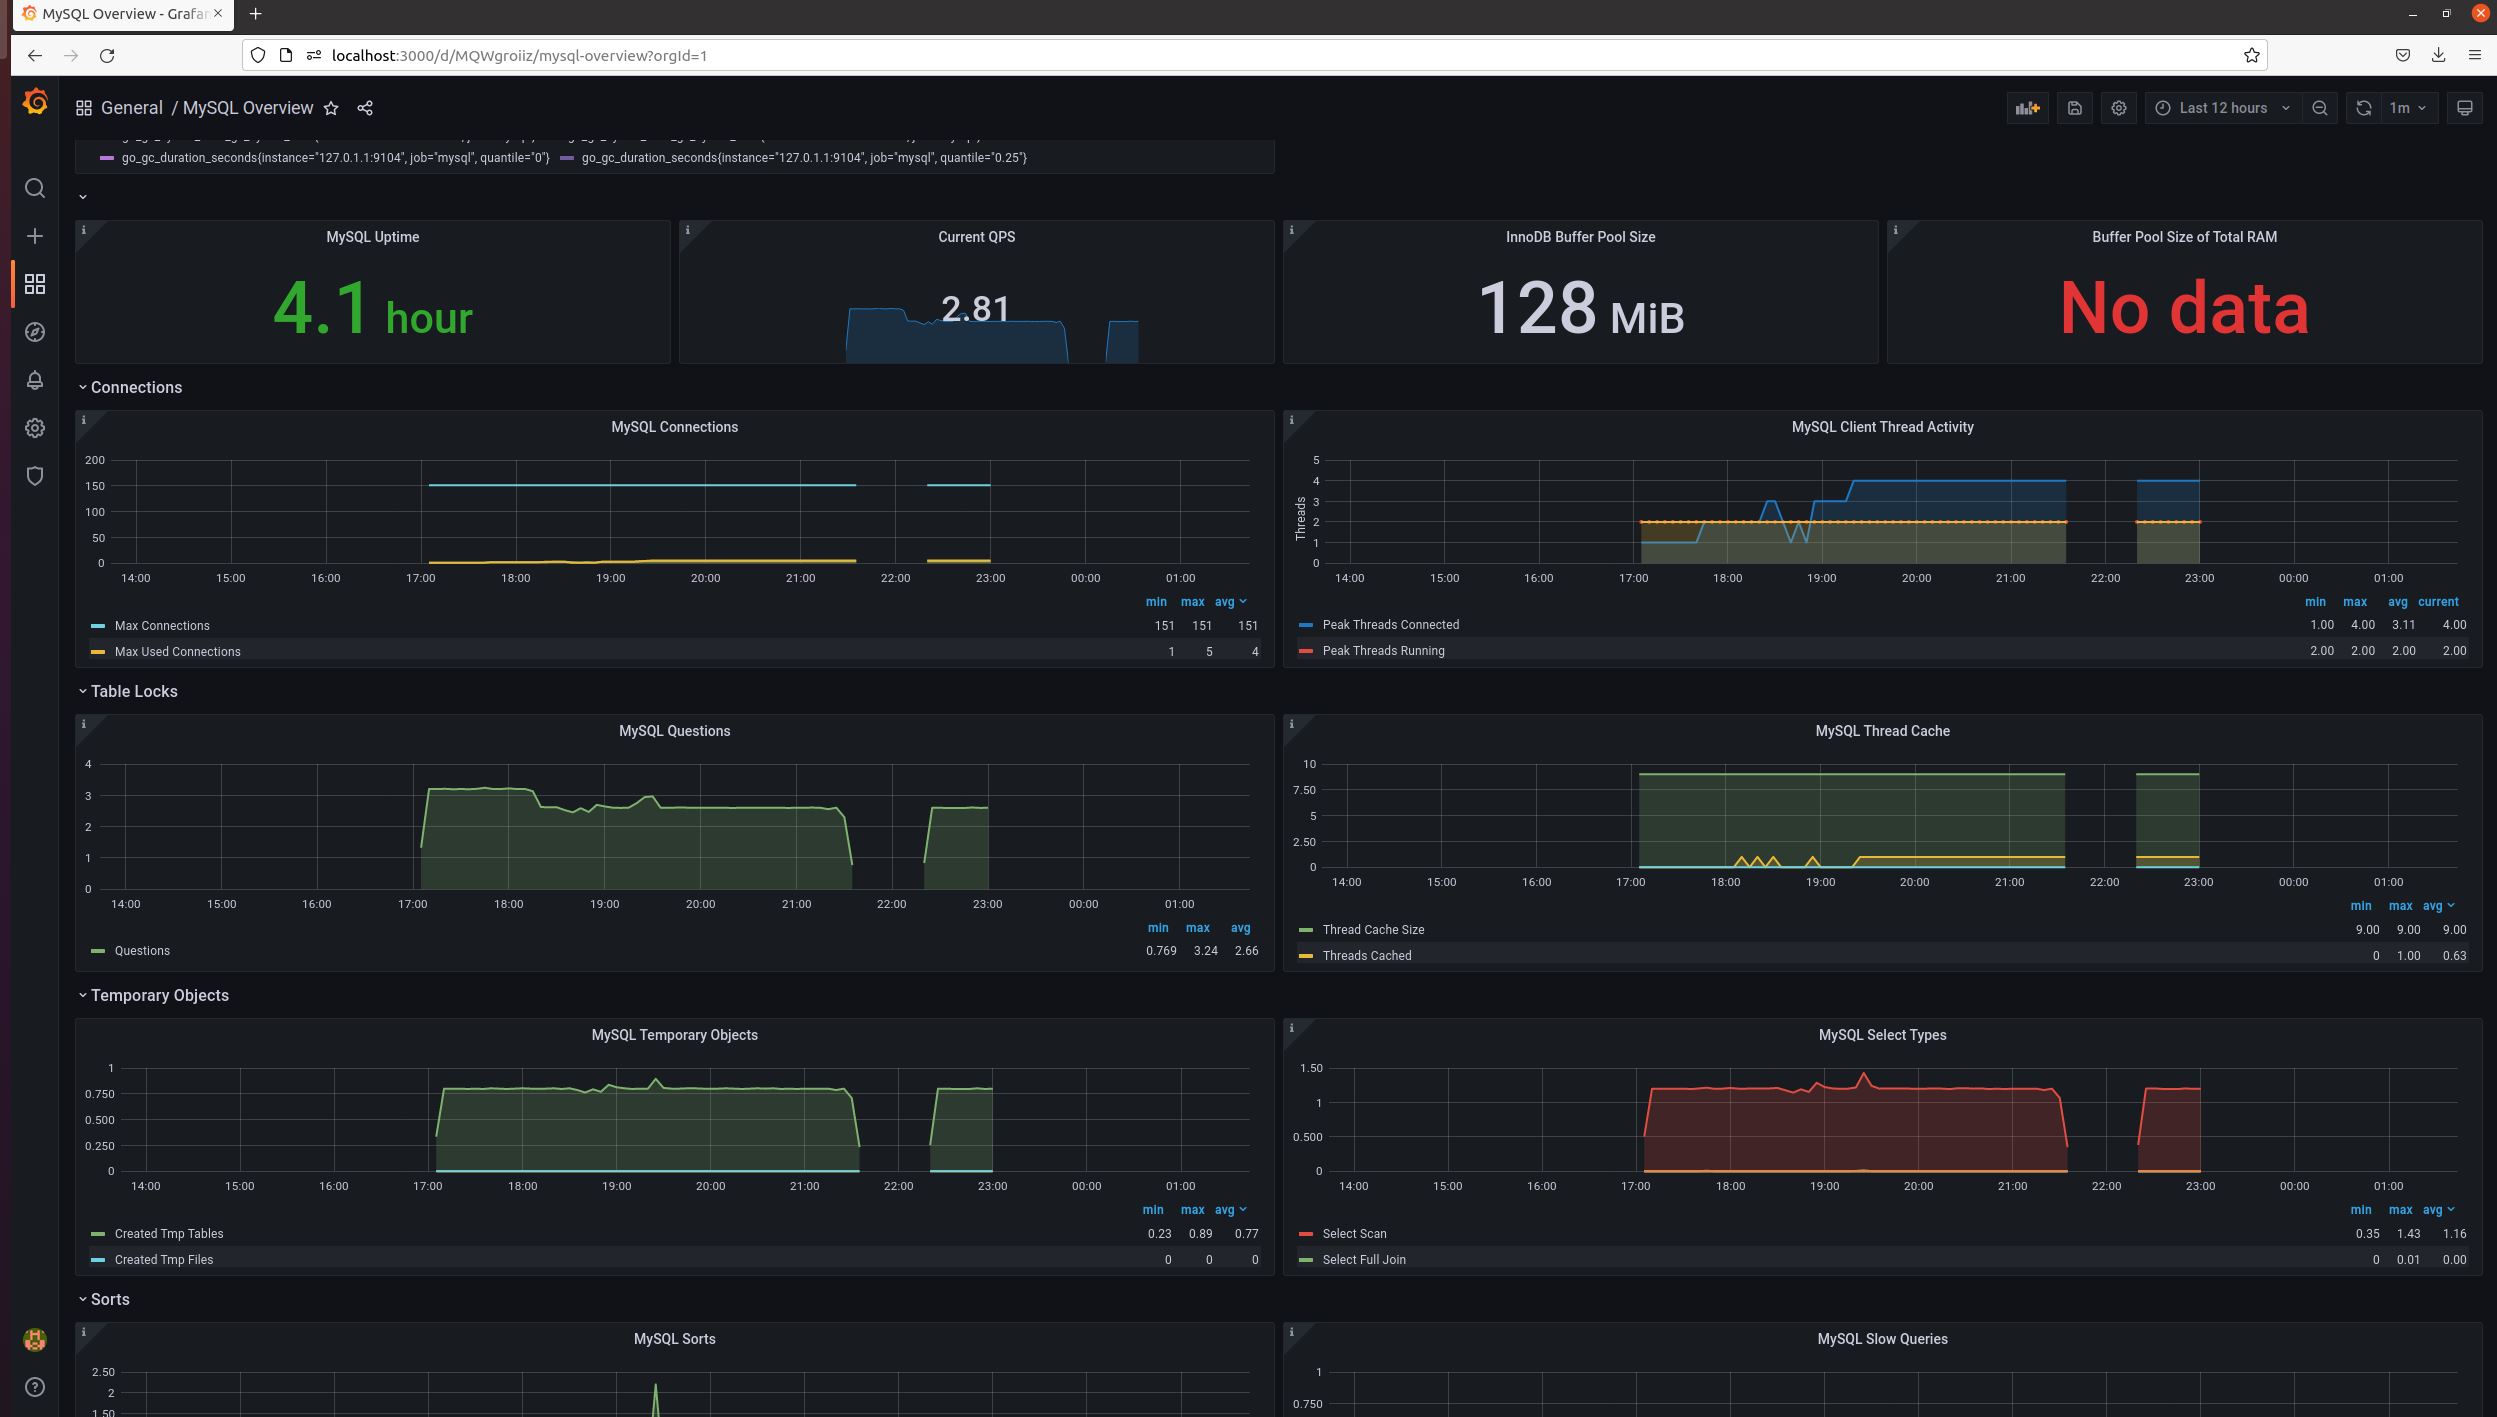 MySQL Overview - Grafan
localhost:3000/d/MQWgroiiz/mysql-overview?orgId=1
General / MySQL Overview
Last 12 hours
1m
go_gc_duration_seconds{instance="127.0.1.1:9104", job="mysql", quantile="0"} go_gc_duration_seconds{instance="127.0.1.1:9104", job="mysql", quantile="0.25"}
MySQL Uptime
4.1 hour
Current QPS
2.81
InnoDB Buffer Pool Size
128 MiB
Buffer Pool Size of Total RAM
No data
Connections
MySQL Connections
200
150
100
50
0
14:00 15:00 16:00 17:00 18:00 19:00 20:00 21:00 22:00 23:00 00:00 01:00
min max avg
Max Connections 151 151 151
Max Used Connections 1 5 4
MySQL Client Thread Activity
Threads
5
4
3
2
1
0
14:00 15:00 16:00 17:00 18:00 19:00 20:00 21:00 22:00 23:00 00:00 01:00
min max avg current
Peak Threads Connected 1.00 4.00 3.11 4.00
Peak Threads Running 2.00 2.00 2.00 2.00
Table Locks
MySQL Questions
4
3
2
1
0
14:00 15:00 16:00 17:00 18:00 19:00 20:00 21:00 22:00 23:00 00:00 01:00
min max avg
Questions 0.769 3.24 2.66
MySQL Thread Cache
10
7.50
5
2.50
0
14:00 15:00 16:00 17:00 18:00 19:00 20:00 21:00 22:00 23:00 00:00 01:00
min max avg
Thread Cache Size 9.00 9.00 9.00
Threads Cached 0 1.00 0.63
Temporary Objects
MySQL Temporary Objects
1
0.750
0.500
0.250
0
14:00 15:00 16:00 17:00 18:00 19:00 20:00 21:00 22:00 23:00 00:00 01:00
min max avg
Created Tmp Tables 0.23 0.89 0.77
Created Tmp Files 0 0 0
MySQL Select Types
1.50
1
0.500
0
14:00 15:00 16:00 17:00 18:00 19:00 20:00 21:00 22:00 23:00 00:00 01:00
min max avg
Select Scan 0.35 1.43 1.16
Select Full Join 0 0.01 0.00
Sorts
MySQL Sorts
2.50
2
1.50
MySQL Slow Queries
1
0.750